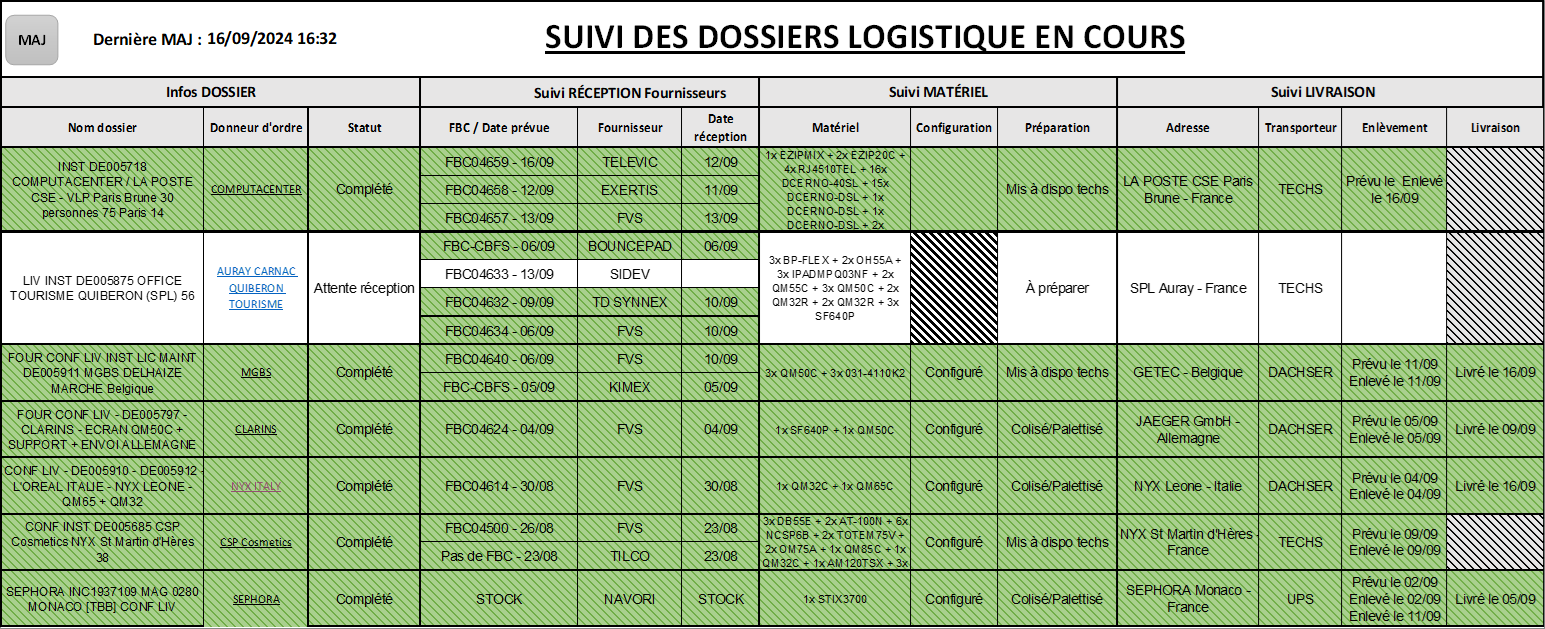 MAJ
Dernière MAJ : 16/09/2024 16:32
SUIVI DES DOSSIERS LOGISTIQUE EN COURS
Infos DOSSIER
Suivi RÉCEPTION Fournisseurs
Suivi MATÉRIEL
Suivi LIVRAISON
Nom dossier
Donneur d'ordre
Statut
FBC / Date prévue
Fournisseur
Date
réception
Matériel
Configuration
Préparation
Adresse
Transporteur
Enlèvement
Livraison
INST DE005718
COMPUTACENTER / LA POSTE
CSE - VLP Paris Brune 30
personnes 75 Paris 14
COMPUTACENTER
Complété
FBC04659 - 16/09
TELEVIC
12/09
FBC04658 - 12/09
EXERTIS
11/09
FBC04657 - 13/09
FVS
13/09
1x EZIPMIX + 2x EZIP20C +
4x RJ4510TEL + 16x
DCERNO-40SL + 15x
DCERNO-DSL + 1x
DCERNO-DSL + 1x
DCERNO-DSL + 2x
Mis à dispo techs
LA POSTE CSE Paris
Brune - France
TECHS
Prévu le Enlevé
le 16/09
LIV INST DE005875 OFFICE
TOURISME QUIBERON (SPL) 56
AURAY CARNAC
QUIBERON
TOURISME
Attente réception
FBC-CBFS - 06/09
BOUNCEPAD
06/09
FBC04633 - 13/09
SIDEV
FBC04632 - 09/09
TD SYNNEX
10/09
FBC04634 - 06/09
FVS
10/09
3x BP-FLEX + 2x OH55A +
3x IPADMPQ03NF + 2x
QM55C + 3x QM50C + 2x
QM32R + 2x QM32R + 3x
SF640P
À préparer
SPL Auray - France
TECHS
FOUR CONF LIV INST LIC MAINT
DE005911 MGBS DELHAIZE
MARCHE Belgique
MGBS
Complété
FBC04640 - 06/09
FVS
10/09
FBC-CBFS - 05/09
KIMEX
05/09
3x QM50C + 3x 031-4110K2
Configuré
Mis à dispo techs
GETEC - Belgique
DACHSER
Prévu le 11/09
Enlevé le 11/09
Livré le 16/09
FOUR CONF LIV - DE005797 -
CLARINS - ECRAN QM50C +
SUPPORT + ENVOI ALLEMAGNE
CLARINS
Complété
FBC04624 - 04/09
FVS
04/09
1x SF640P + 1x QM50C
Configuré
Colisé/Palettisé
JAEGER GmbH -
Allemagne
DACHSER
Prévu le 05/09
Enlevé le 05/09
Livré le 09/09
CONF LIV - DE005910 - DE005912 -
L'OREAL ITALIE - NYX LEONE -
QM65 + QM32
NYX ITALY
Complété
FBC04614 - 30/08
FVS
30/08
1x QM32C + 1x QM65C
Configuré
Colisé/Palettisé
NYX Leone - Italie
DACHSER
Prévu le 04/09
Enlevé le 04/09
Livré le 16/09
CONF INST DE005685 CSP
Cosmetics NYX St Martin d'Hères
38
CSP Cosmetics
Complété
FBC04500 - 26/08
FVS
23/08
Pas de FBC - 23/08
TILCO
23/08
3x DB55E + 2x AT-100N + 6x
NCSP6B + 2x TOTEM75V +
2x OM75A + 1x QM85C + 1x
QM32C + 1x AM120TSX + 3x
Configuré
Mis à dispo techs
NYX St Martin d'Hères -
France
TECHS
Prévu le 09/09
Enlevé le 09/09
SEPHORA INC1937109 MAG 0280
MONACO [TBB] CONF LIV
SEPHORA
Complété
STOCK
NAVORI
STOCK
1x STIX3700
Configuré
Colisé/Palettisé
SEPHORA Monaco -
France
UPS
Prévu le 02/09
Enlevé le 02/09
Enlevé le 11/09
Livré le 05/09